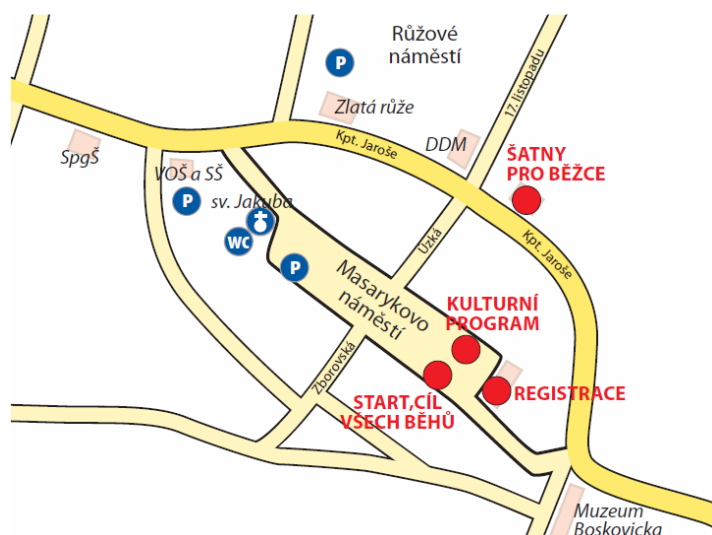 Růžové
náměstí
P
Zlatá růže
17. listopadu
Kpt. Jaroše
DDM
SpgŠ
VOŠ a SŠ
ŠATNY
PRO BĚŽCE
P
sv. Jakuba
WC
P
Úzká
Kpt. Jaroše
Masarykovo
náměstí
KULTURNÍ
PROGRAM
Zborovská
START,CÍL
VŠECH BĚHŮ
REGISTRACE
Muzeum
Boskovicka